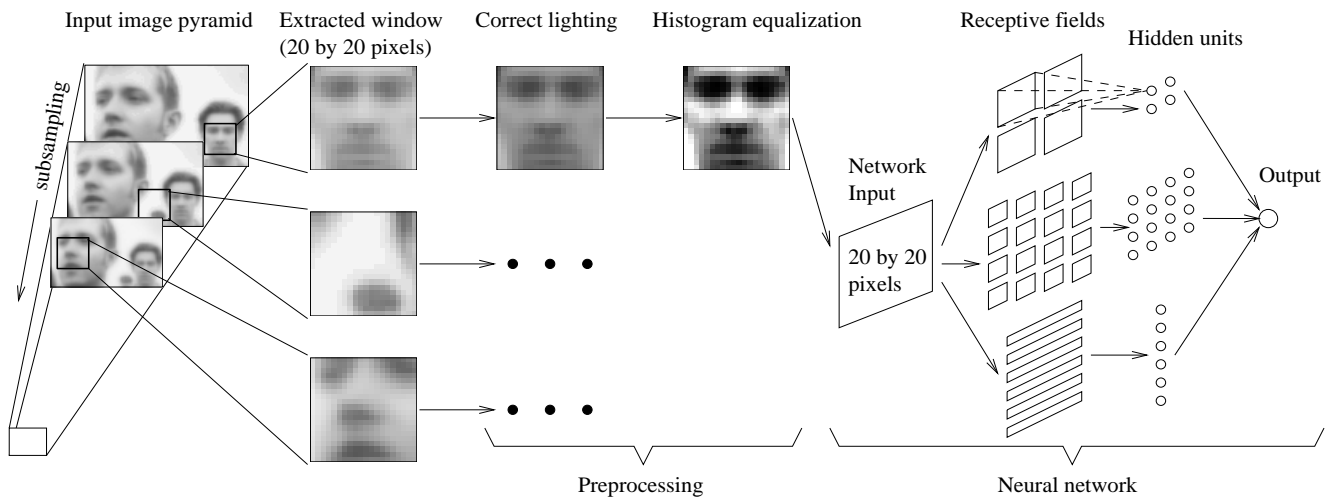 Input image pyramid
Extracted window
(20 by 20 pixels)
Correct lighting
Histogram equalization
Receptive fields
Hidden units
subsampling
Network
Input
Output
20 by 20
pixels
Preprocessing
Neural network